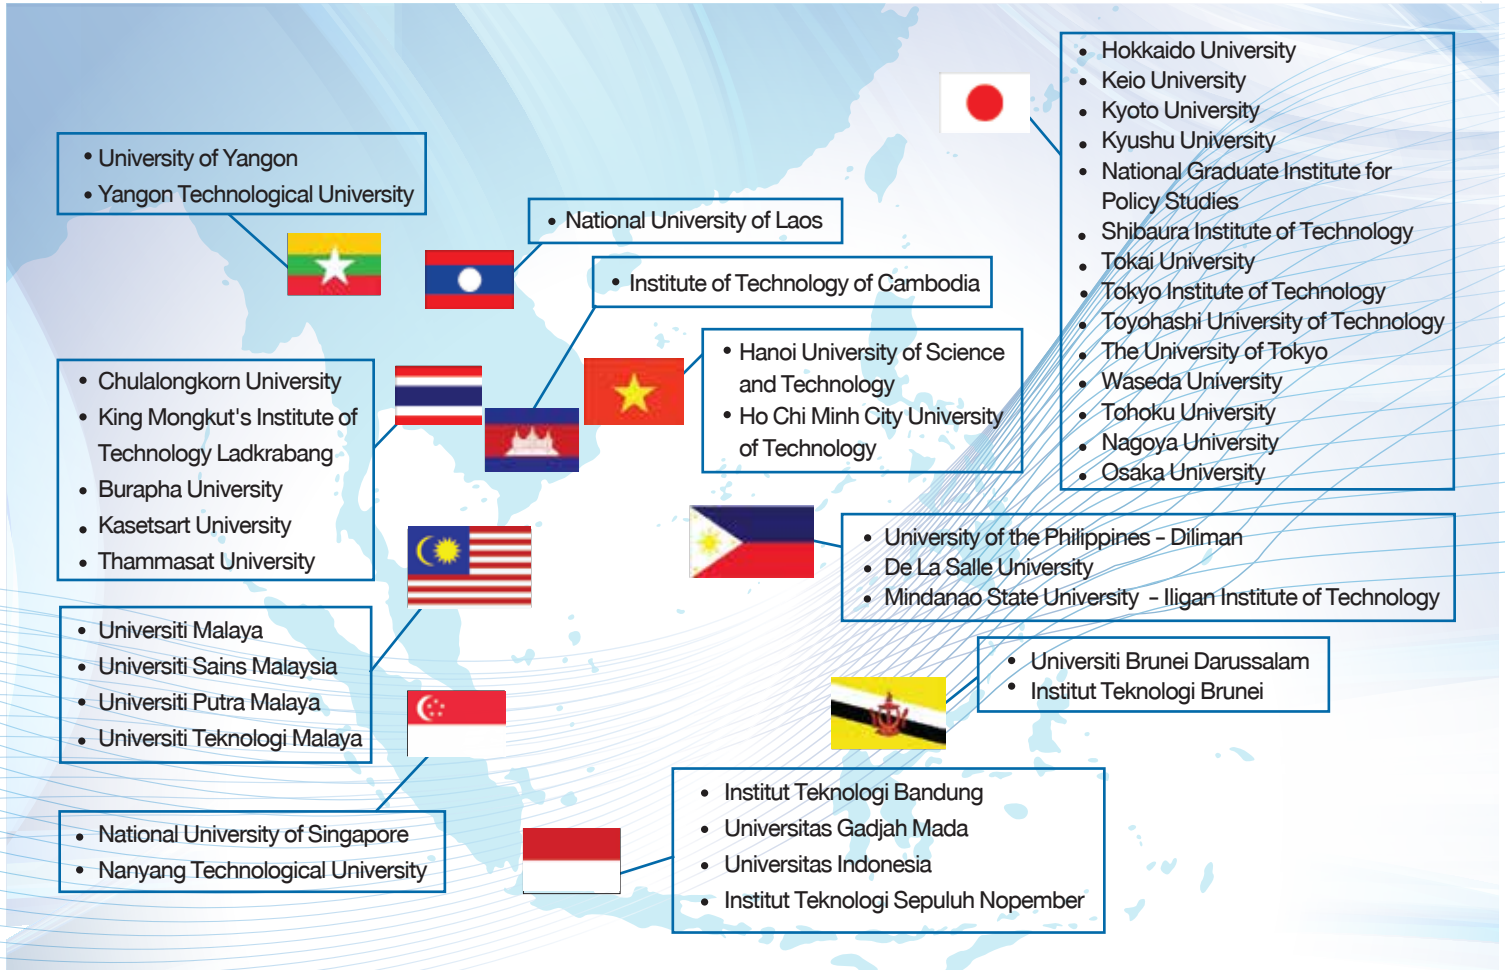 • University of Yangon
• Yangon Technological University
• National University of Laos
• Institute of Technology of Cambodia
• Hanoi University of Science
and Technology
• Ho Chi Minh City University
of Technology
• Hokkaido University
• Keio University
• Kyoto University
• Kyushu University
• National Graduate Institute for
Policy Studies
• Shibaura Institute of Technology
• Tokai University
• Tokyo Institute of Technology
• Toyohashi University of Technology
• The University of Tokyo
• Waseda University
• Tohoku University
• Nagoya University
• Osaka University
• Chulalongkorn University
• King Mongkut's Institute of
Technology Ladkrabang
• Burapha University
• Kasetsart University
• Thammasat University
• University of the Philippines – Diliman
• De La Salle University
• Mindanao State University – Iligan Institute of Technology
• Universiti Malaya
• Universiti Sains Malaysia
• Universiti Putra Malaya
• Universiti Teknologi Malaya
• Universiti Brunei Darussalam
• Institut Teknologi Brunei
• National University of Singapore
• Nanyang Technological University
• Institut Teknologi Bandung
• Universitas Gadjah Mada
• Universitas Indonesia
• Institut Teknologi Sepuluh Nopember